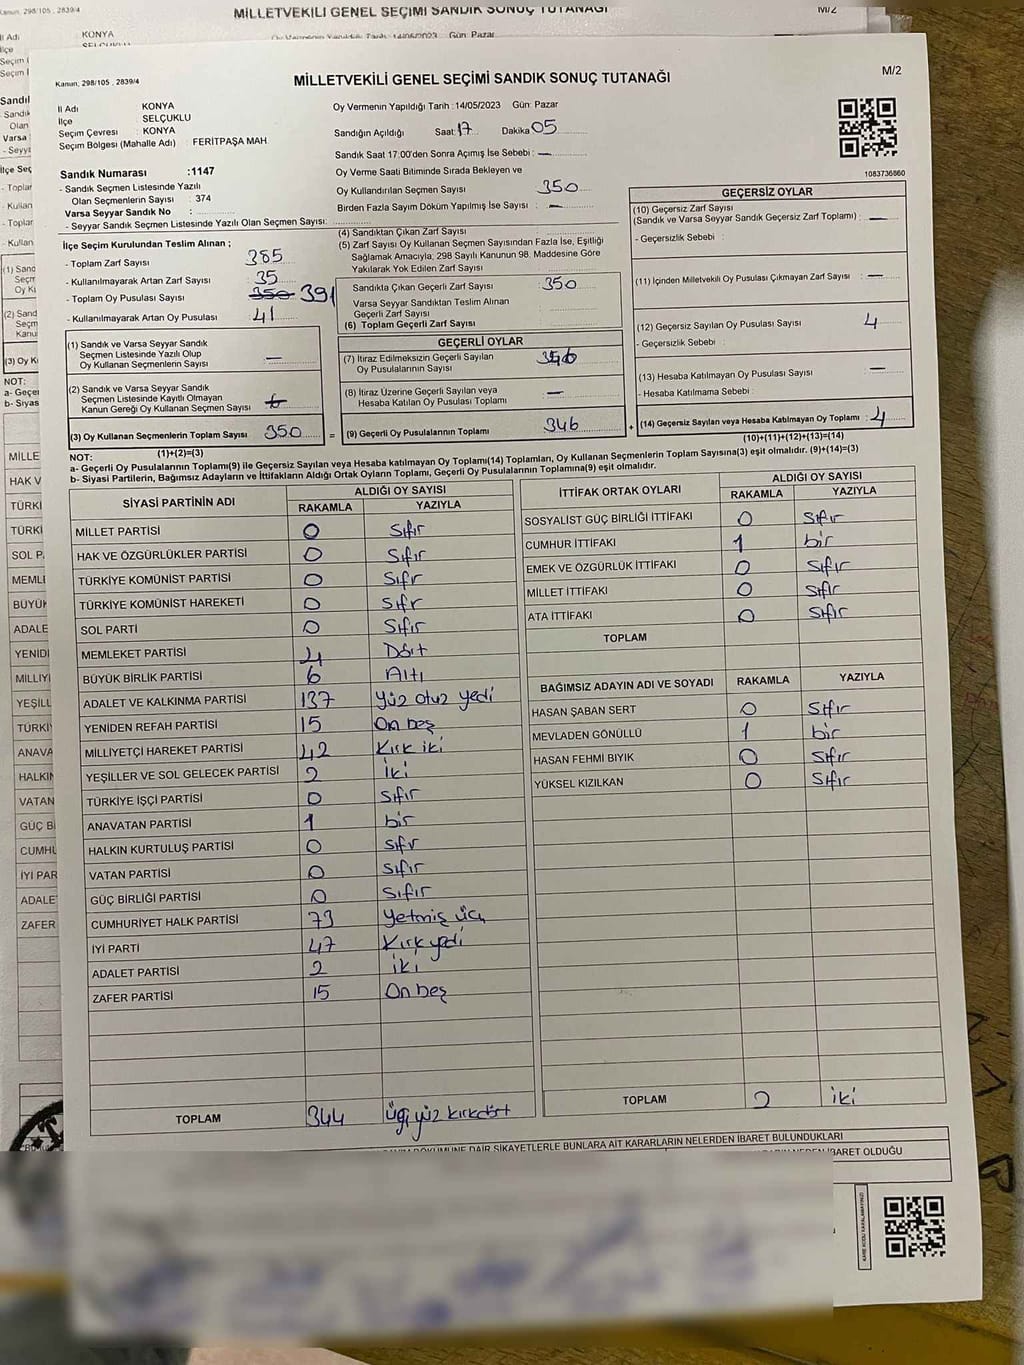 MİLLETVEKİLİ GENEL SEÇİMİ SANDIK SONUÇ TUTANAĞI
M/2
Kanun, 298/105 , 2839/4
MİLLETVEKİLİ GENEL SEÇİMİ SANDIK SONUÇ TUTANAĞI
M/2
İl Adı KONYA
İlçe SELÇUKLU
Seçim Çevresi : KONYA
Seçim Bölgesi (Mahalle Adı) : FERİTPAŞA MAH
Sandık Numarası :1147
- Sandık Seçmen Listesinde Yazılı
Olan Seçmenlerin Sayısı : 374
Varsa Seyyar Sandık No :
- Seyyar Sandık Seçmen Listesinde Yazılı Olan Seçmen Sayısı:
Oy Vermenin Yapıldığı Tarih : 14/05/2023 Gün: Pazar
Sandığın Açıldığı Saat: 17 Dakika 05
Sandık Saat 17:00'den Sonra Açımış İse Sebebi : —
Oy Verme Saati Bitiminde Sırada Bekleyen ve
Oy Kullandırılan Seçmen Sayısı : 350
Birden Fazla Sayım Döküm Yapılmış İse Sayısı : —
1083736860
İlçe Seçim Kurulundan Teslim Alınan ;
- Toplam Zarf Sayısı : 385
- Kullanılmayarak Artan Zarf Sayısı : 35
- Toplam Oy Pusulası Sayısı : 350 391
- Kullanılmayarak Artan Oy Pusulası : 41
(1) Sandık ve Varsa Seyyar Sandık
Seçmen Listesinde Yazılı Olup
Oy Kullanan Seçmenlerin Sayısı : —
(2) Sandık ve Varsa Seyyar Sandık
Seçmen Listesinde Kayıtlı Olmayan
Kanun Gereği Oy Kullanan Seçmen Sayısı :
(3) Oy Kullanan Seçmenlerin Toplam Sayısı : 350 =
(1)+(2)=(3)
(4) Sandıktan Çıkan Zarf Sayısı :
(5) Zarf Sayısı Oy Kullanan Seçmen Sayısından Fazla İse, Eşitliği
Sağlamak Amacıyla, 298 Sayılı Kanunun 98. Maddesine Göre
Yakılarak Yok Edilen Zarf Sayısı :
Sandıkta Çıkan Geçerli Zarf Sayısı : 350
Varsa Seyyar Sandıktan Teslim Alınan
Geçerli Zarf Sayısı :
(6) Toplam Geçerli Zarf Sayısı :
GEÇERLİ OYLAR
(7) İtiraz Edilmeksizin Geçerli Sayılan
Oy Pusulasının Sayısı : 346
(8) İtiraz Üzerine Geçerli Sayılan veya
Hesaba Katılan Oy Pusulası Toplamı : —
(9) Geçerli Oy Pusulalarının Toplamı : 346 +
GEÇERSİZ OYLAR
(10) Geçersiz Zarf Sayısı
(Sandık ve Varsa Seyyar Sandık Geçersiz Zarf Toplamı) : —
- Geçersizlik Sebebi :
(11) İçinden Milletvekili Oy Pusulası Çıkmayan Zarf Sayısı : —
(12) Geçersiz Sayılan Oy Pusulası Sayısı : 4
- Geçersizlik Sebebi :
(13) Hesaba Katılmayan Oy Pusulası Sayısı : —
- Hesaba Katılmama Sebebi :
(14) Geçersiz Sayılan veya Hesaba Katılmayan Oy Toplamı : 4
(10)+(11)+(12)+(13)=(14)
NOT:
a- Geçerli Oy Pusulalarının Toplamı(9) ile Geçersiz Sayılan veya Hesaba katılmayan Oy Toplamı(14) Toplamları, Oy Kullanan Seçmenlerin Toplam Sayısına(3) eşit olmalıdır. (9)+(14)=(3)
b- Siyasi Partilerin, Bağımsız Adayların ve İttifakların Aldığı Ortak Oyların Toplamı, Geçerli Oy Pusulalarının Toplamına(9) eşit olmalıdır.
SİYASİ PARTİNİN ADI ALDIĞI OY SAYISI
RAKAMLA YAZIYLA
MİLLET PARTİSİ 0 Sıfır
HAK VE ÖZGÜRLÜKLER PARTİSİ 0 Sıfır
TÜRKİYE KOMÜNİST PARTİSİ 0 Sıfır
TÜRKİYE KOMÜNİST HAREKETİ 0 Sıfır
SOL PARTİ 0 Sıfır
MEMLEKET PARTİSİ 4 Dört
BÜYÜK BİRLİK PARTİSİ 6 Altı
ADALET VE KALKINMA PARTİSİ 137 Yüz otuz yedi
YENİDEN REFAH PARTİSİ 15 On beş
MİLLİYETÇİ HAREKET PARTİSİ 42 Kırk iki
YEŞİLLER VE SOL GELECEK PARTİSİ 2 iki
TÜRKİYE İŞÇİ PARTİSİ 0 Sıfır
ANAVATAN PARTİSİ 1 bir
HALKIN KURTULUŞ PARTİSİ 0 Sıfır
VATAN PARTİSİ 0 Sıfır
GÜÇ BİRLİĞİ PARTİSİ 0 Sıfır
CUMHURİYET HALK PARTİSİ 73 Yetmiş üç
İYİ PARTİ 47 Kırk yedi
ADALET PARTİSİ 2 iki
ZAFER PARTİSİ 15 On beş
TOPLAM 344 üç yüz kırkdört
İTTİFAK ORTAK OYLARI ALDIĞI OY SAYISI
RAKAMLA YAZIYLA
SOSYALİST GÜÇ BİRLİĞİ İTTİFAKI 0 Sıfır
CUMHUR İTTİFAKI 1 bir
EMEK VE ÖZGÜRLÜK İTTİFAKI 0 Sıfır
MİLLET İTTİFAKI 0 Sıfır
ATA İTTİFAKI 0 Sıfır
TOPLAM
BAĞIMSIZ ADAYIN ADI VE SOYADI RAKAMLA YAZIYLA
HASAN ŞABAN SERT 0 Sıfır
MEVLADEN GÖNÜLLÜ 1 bir
HASAN FEHMİ BIYIK 0 Sıfır
YÜKSEL KIZILKAN 0 Sıfır
TOPLAM 2 iki
DÖKÜMÜNE DAİR ŞİKAYETLERLE BUNLARA AİT KARARLARIN NELERDEN İBARET BULUNDUKLARI
İBARET OLDUĞU